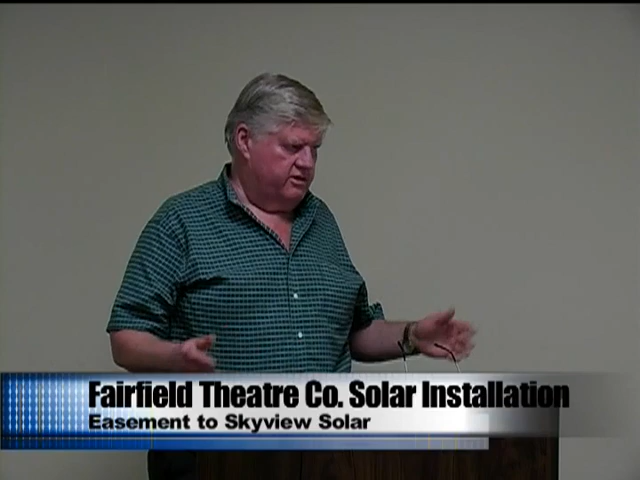 Fairfield Theatre Co. Solar Installation
Easement to Skyview Solar